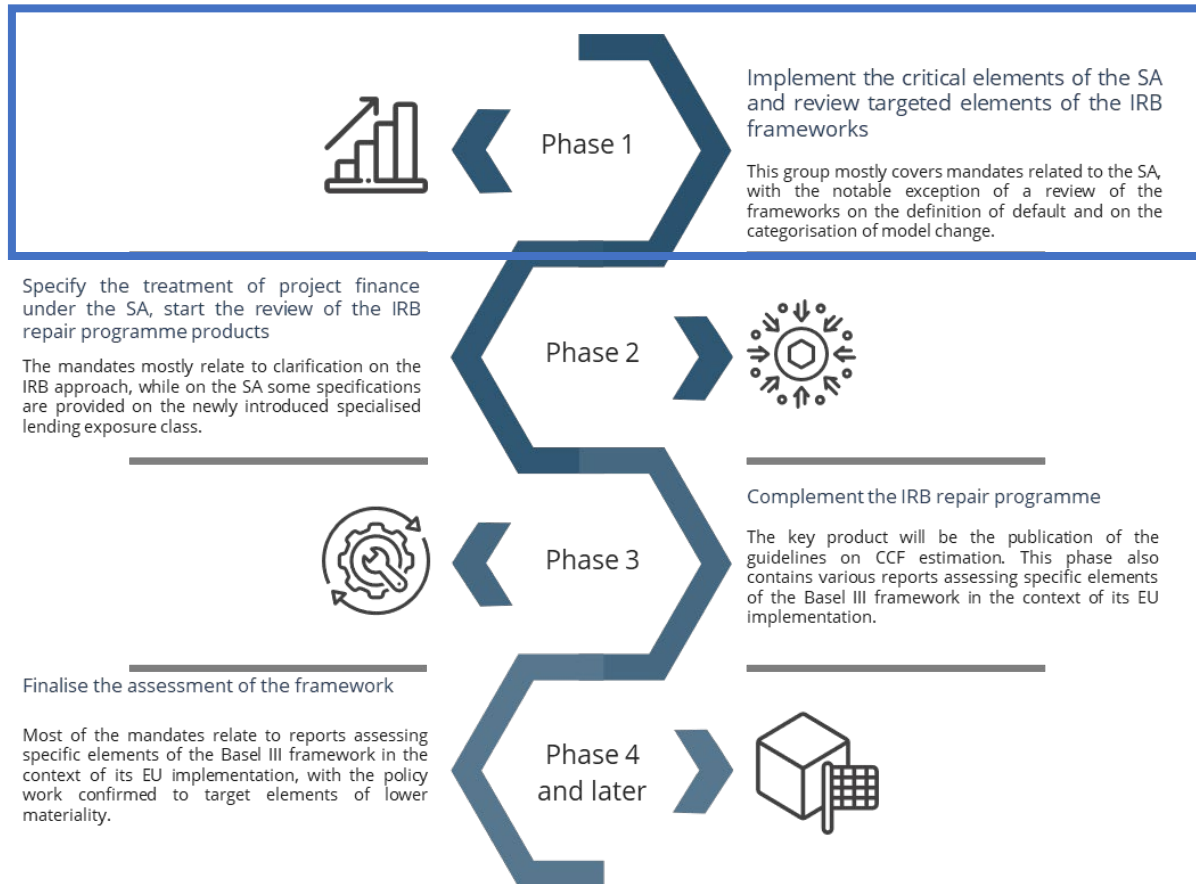 Phase 1
Implement the critical elements of the SA
and review targeted elements of the IRB
frameworks
This group mostly covers mandates related to the SA,
with the notable exception of a review of the
frameworks on the definition of default and on the
categorisation of model change.
Specify the treatment of project finance
under the SA, start the review of the IRB
repair programme products
The mandates mostly relate to clarification on the
IRB approach, while on the SA some specifications
are provided on the newly introduced specialised
lending exposure class.
Phase 2
Phase 3
Complement the IRB repair programme
The key product will be the publication of the
guidelines on CCF estimation. This phase also
contains various reports assessing specific elements
of the Basel III framework in the context of its EU
implementation.
Finalise the assessment of the framework
Most of the mandates relate to reports assessing
specific elements of the Basel III framework in the
context of its EU implementation, with the policy
work confirmed to target elements of lower
materiality.
Phase 4
and later